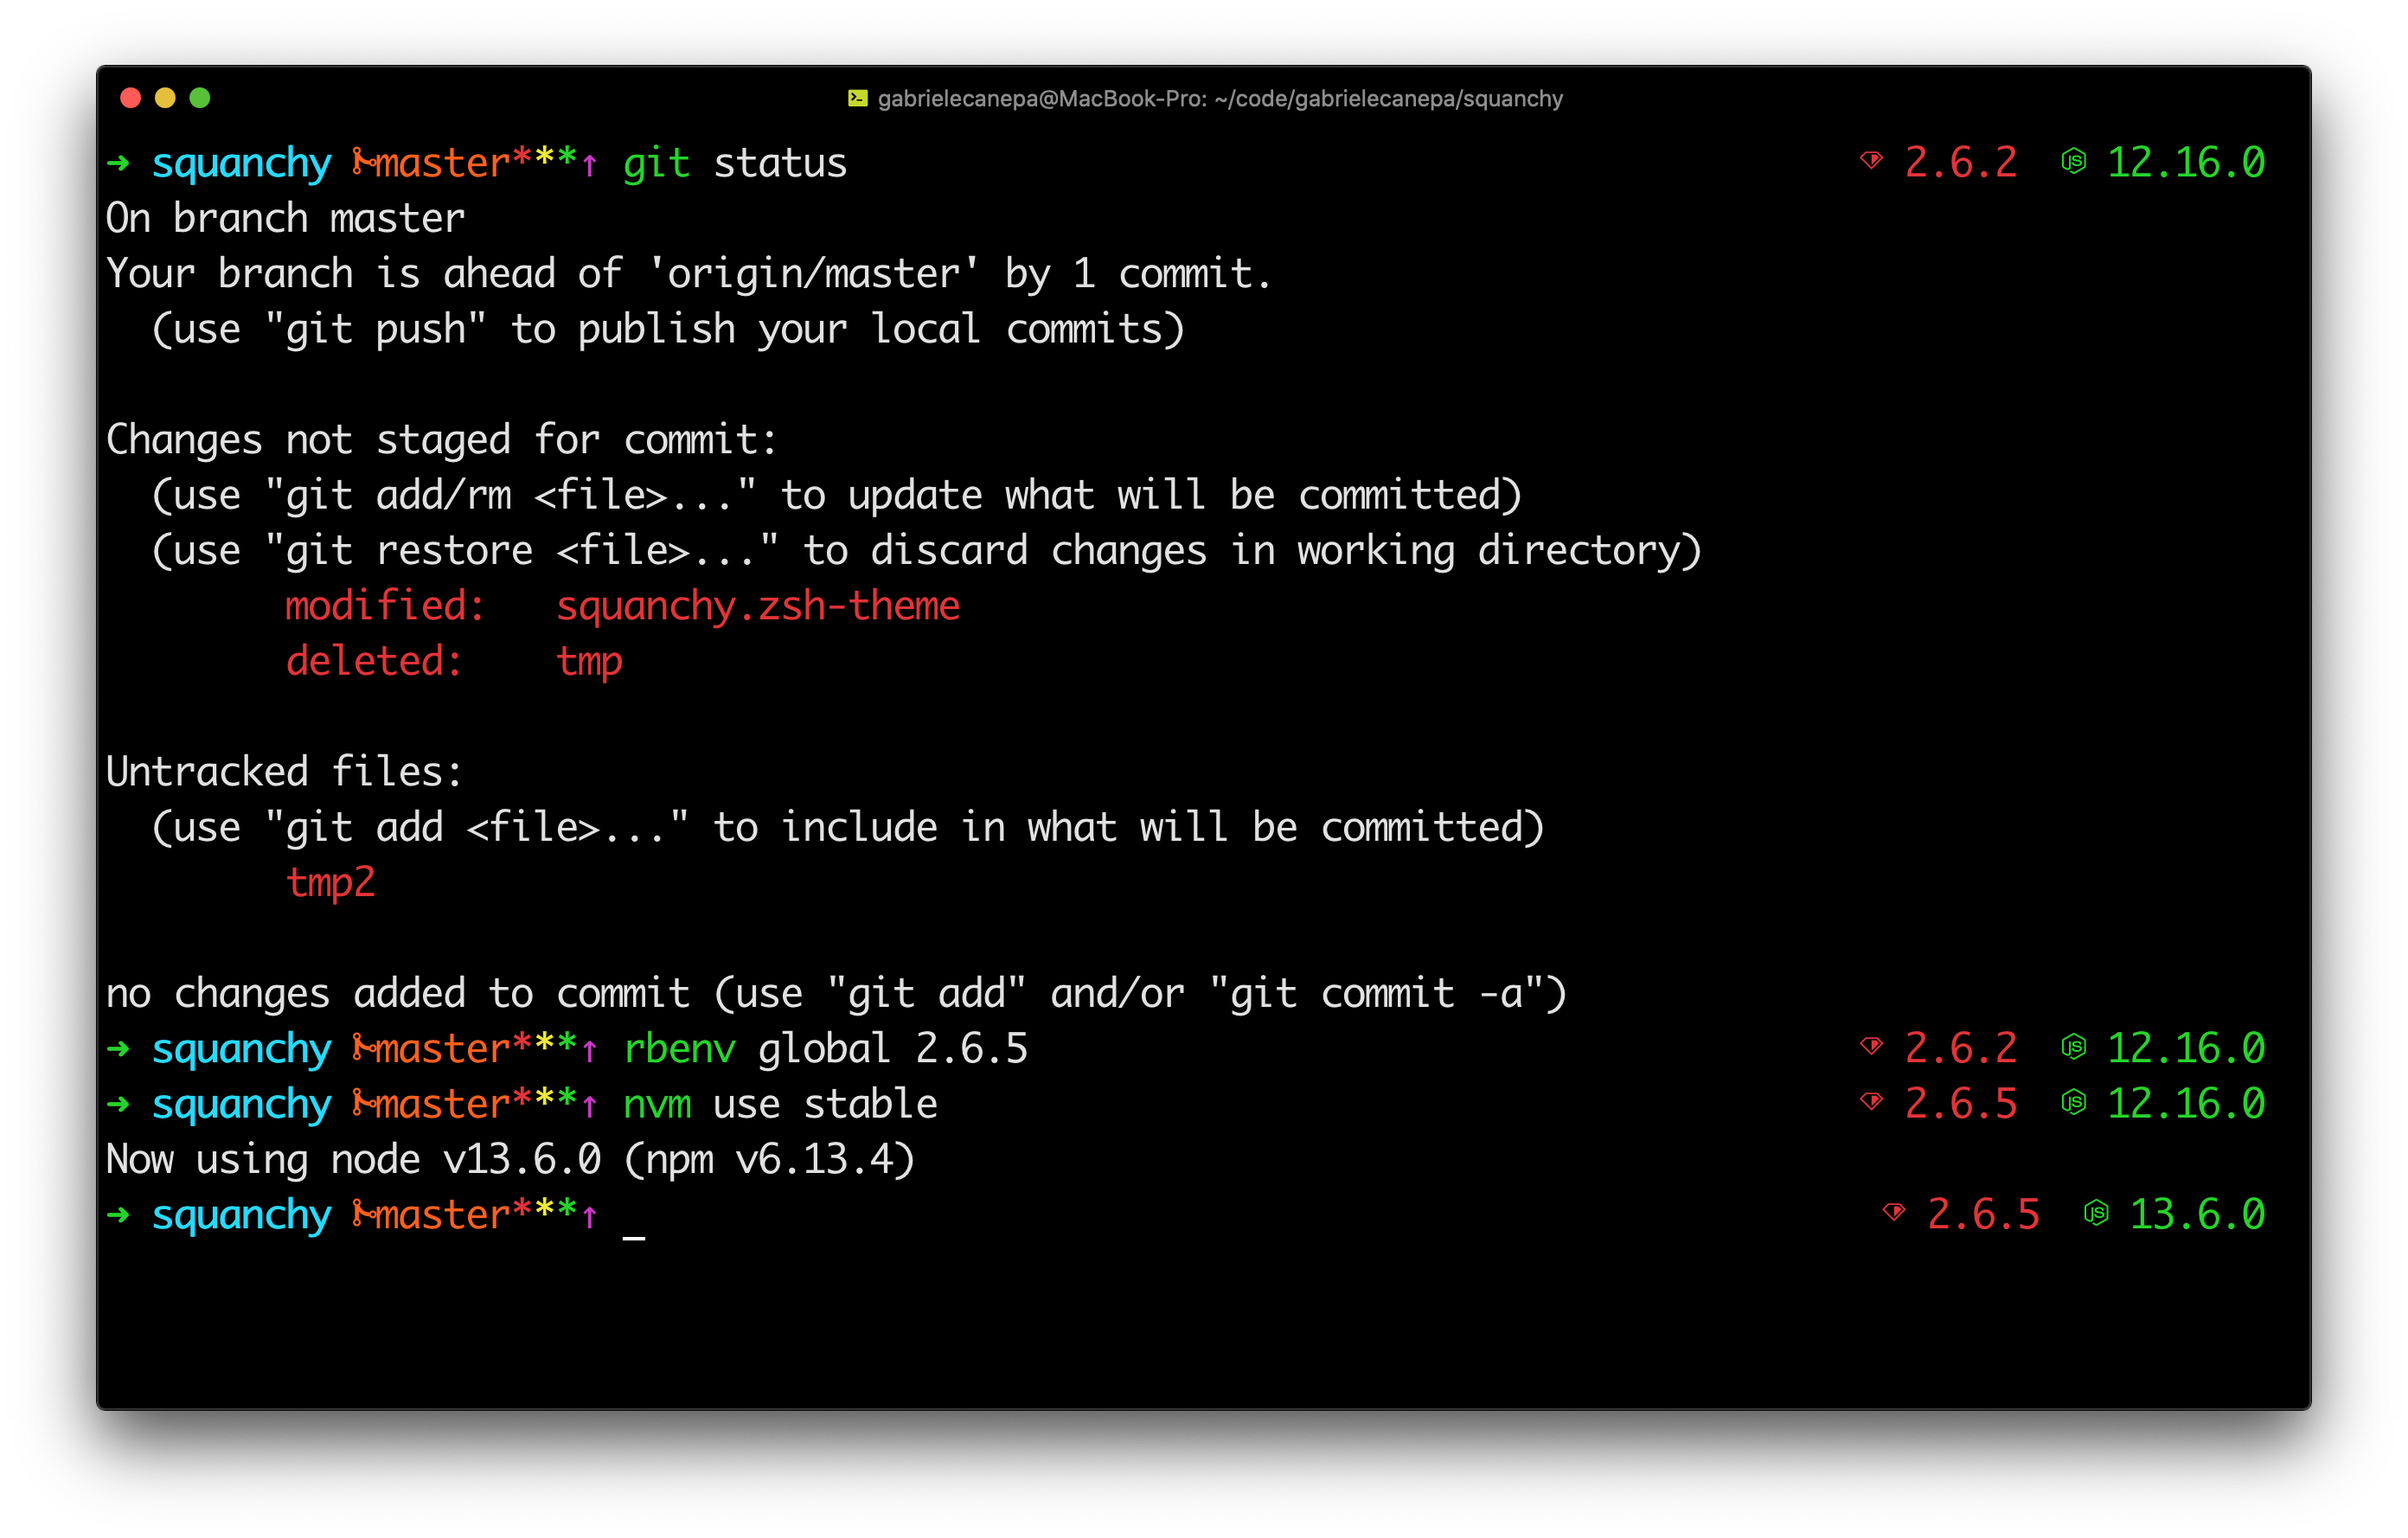 gabrielecanepa@MacBook-Pro: ~/code/gabrielecanepa/squanchy
➜ squanchy master***↑ git status 2.6.2 12.16.0
On branch master
Your branch is ahead of 'origin/master' by 1 commit.
  (use "git push" to publish your local commits)
Changes not staged for commit:
  (use "git add/rm <file>..." to update what will be committed)
  (use "git restore <file>..." to discard changes in working directory)
        modified:   squanchy.zsh-theme
        deleted:    tmp
Untracked files:
  (use "git add <file>..." to include in what will be committed)
        tmp2
no changes added to commit (use "git add" and/or "git commit -a")
➜ squanchy master***↑ rbenv global 2.6.5 2.6.2 12.16.0
➜ squanchy master***↑ nvm use stable 2.6.5 12.16.0
Now using node v13.6.0 (npm v6.13.4)
➜ squanchy master***↑ _ 2.6.5 13.6.0